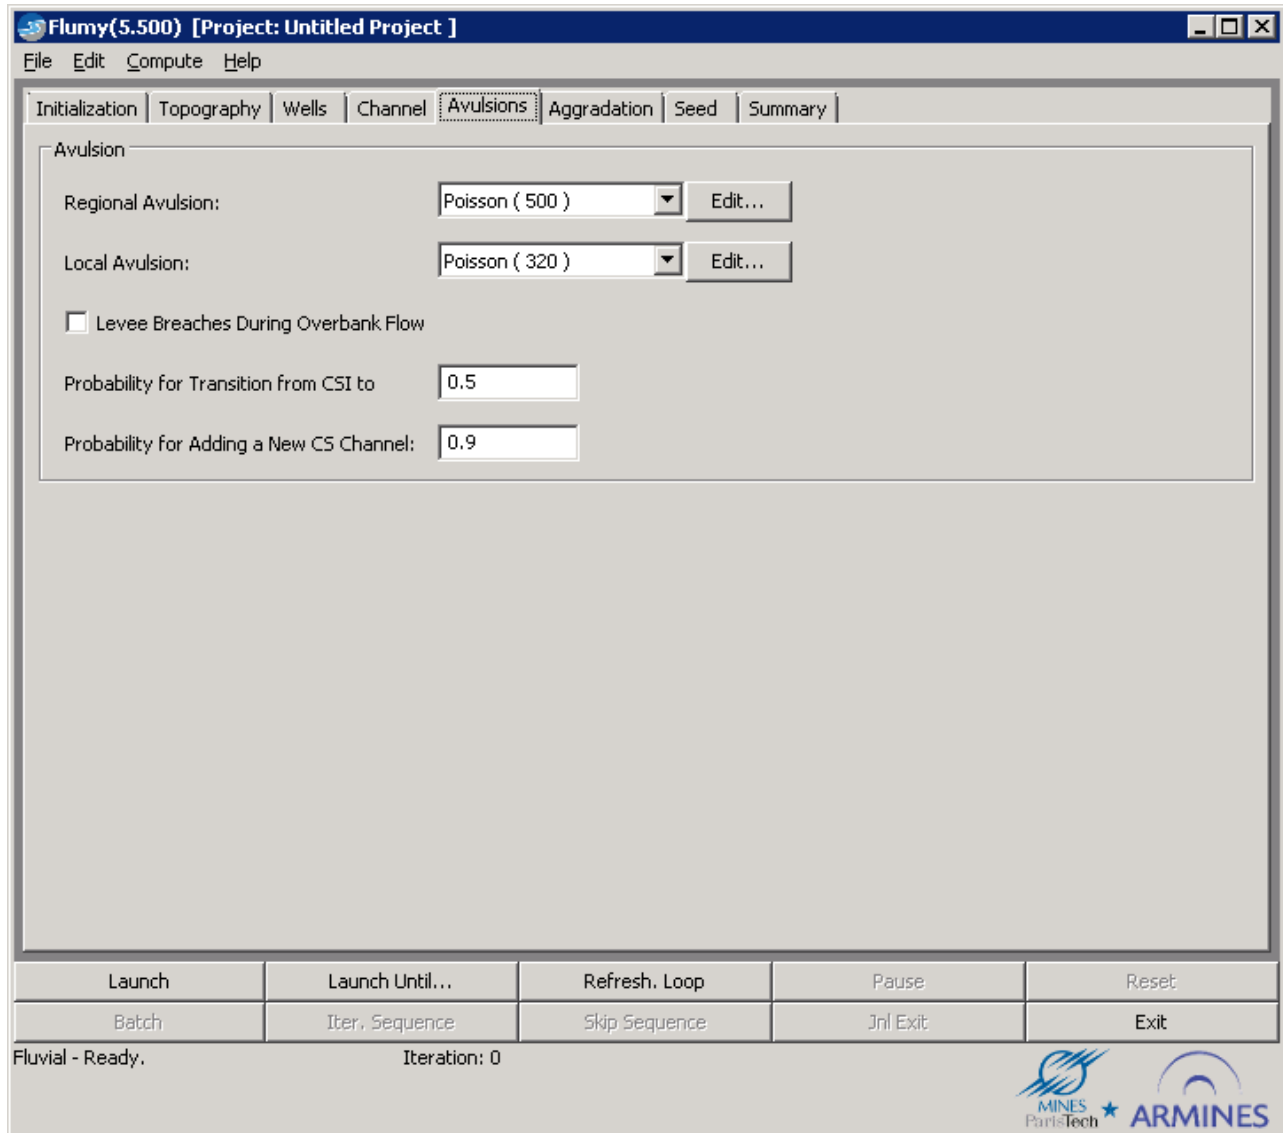 Flumy(5.500) [Project: Untitled Project ]
File Edit Compute Help
Initialization Topography Wells Channel Avulsions Aggradation Seed Summary
Avulsion
Regional Avulsion: Poisson ( 500 ) Edit...
Local Avulsion: Poisson ( 320 ) Edit...
Levee Breaches During Overbank Flow
Probability for Transition from CSI to 0.5
Probability for Adding a New CS Channel: 0.9
Launch Launch Until... Refresh. Loop Pause Reset
Batch Iter. Sequence Skip Sequence Jnl Exit Exit
Fluvial - Ready. Iteration: 0
MINES
ParisTech ARMINES